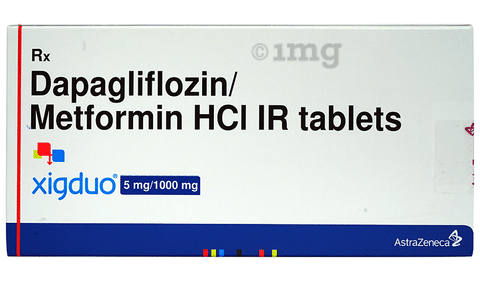 1mg
Rx
Dapagliflozin/
Metformin HCl IR tablets
xigduo® 5 mg/1000 mg
AstraZeneca